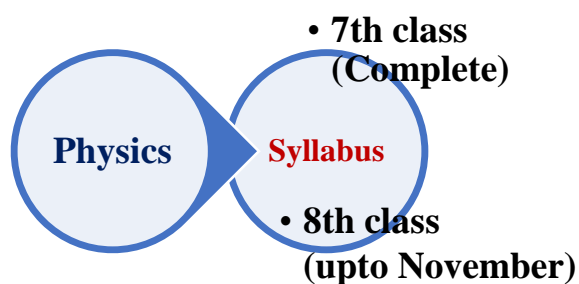 • 7th class
(Complete)
Physics
Syllabus
• 8th class
(upto November)